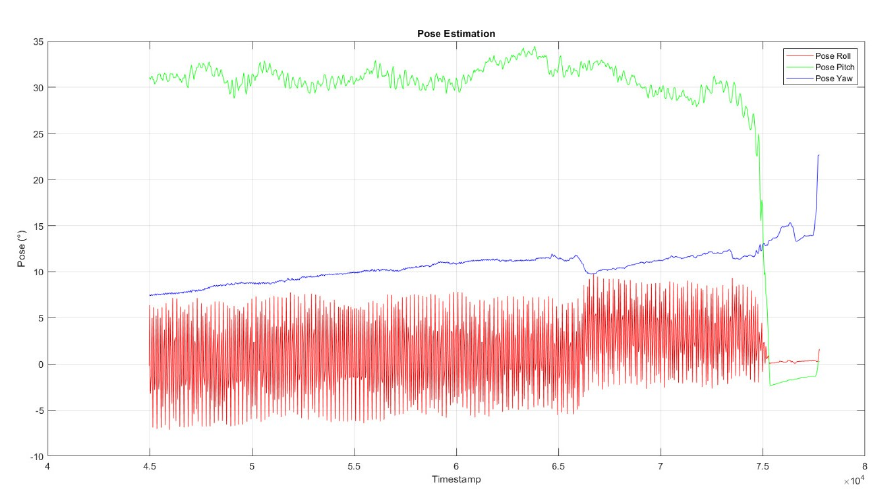 Pose Estimation
35
30
25
20
15
10
5
0
-5
-10
Pose (°)
Pose Roll
Pose Pitch
Pose Yaw
4 4.5 5 5.5 6 6.5 7 7.5 8
Timestamp
×10⁴